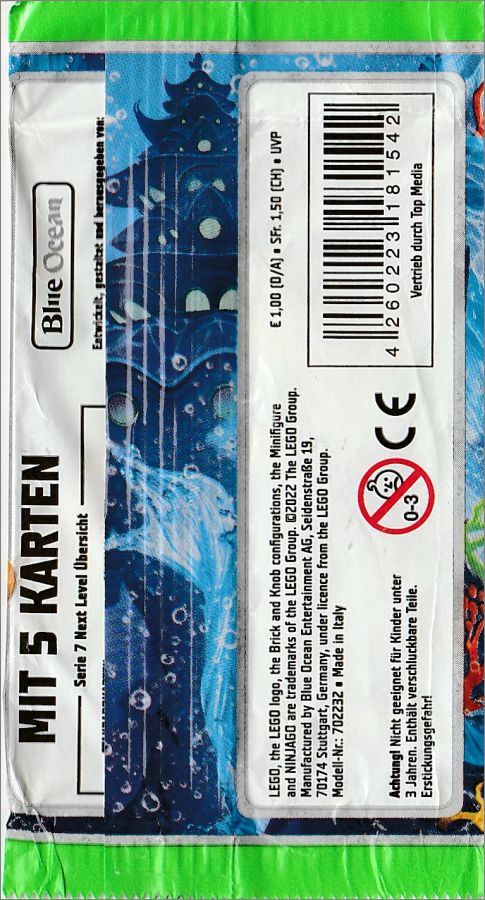 MIT 5 KARTEN
Serie 7 Next Level Übersicht
Blue Ocean
Entwickelt, gestaltet und herausgegeben von:
LEGO, the LEGO logo, the Brick and Knob configurations, the Minifigure
and NINJAGO are trademarks of the LEGO Group. ©2022 The LEGO Group.
Manufactured by Blue Ocean Entertainment AG, Seidenstraße 19,
70174 Stuttgart, Germany, under licence from the LEGO Group.
Modell-Nr.: 702232 ▪ Made in Italy
€ 1,00 (D/A) ▪ SFr. 1,50 (CH) ▪ UVP
4 260223 181542
Vertrieb durch Top Media
Achtung! Nicht geeignet für Kinder unter
3 Jahren. Enthält verschluckbare Teile.
Erstickungsgefahr!
0-3
CE